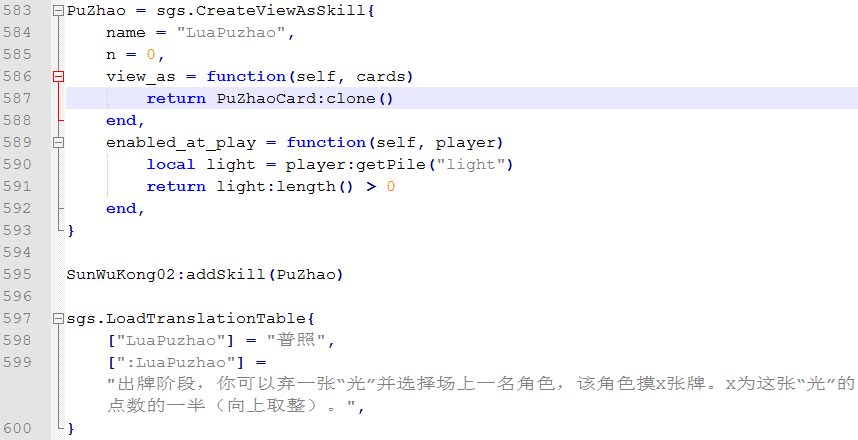 583 PuZhao = sgs.CreateViewAsSkill{
584 name = "LuaPuzhao",
585 n = 0,
586 view_as = function(self, cards)
587 return PuZhaoCard:clone()
588 end,
589 enabled_at_play = function(self, player)
590 local light = player:getPile("light")
591 return light:length() > 0
592 end,
593 }
594
595 SunWuKong02:addSkill(PuZhao)
596
597 sgs.LoadTranslationTable{
598 ["LuaPuzhao"] = "普照",
599 [":LuaPuzhao"] =
"出牌阶段，你可以弃一张“光”并选择场上一名角色，该角色摸X张牌。X为这张“光”的
点数的一半（向上取整）。",
600 }